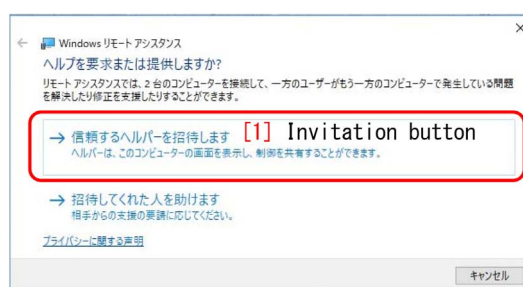 Windows リモート アシスタンス
ヘルプを要求または提供しますか?
リモート アシスタンスでは、2 台のコンピューターを接続して、一方のユーザーがもう一方のコンピューターで発生している問題
を解決したり修正を支援したりすることができます。
→ 信頼するヘルパーを招待します [1] Invitation button
ヘルパーは、このコンピューターの画面を表示し、制御を共有することができます。
→ 招待してくれた人を助けます
相手からの支援の要請に応じてください。
プライバシーに関する声明
キャンセル